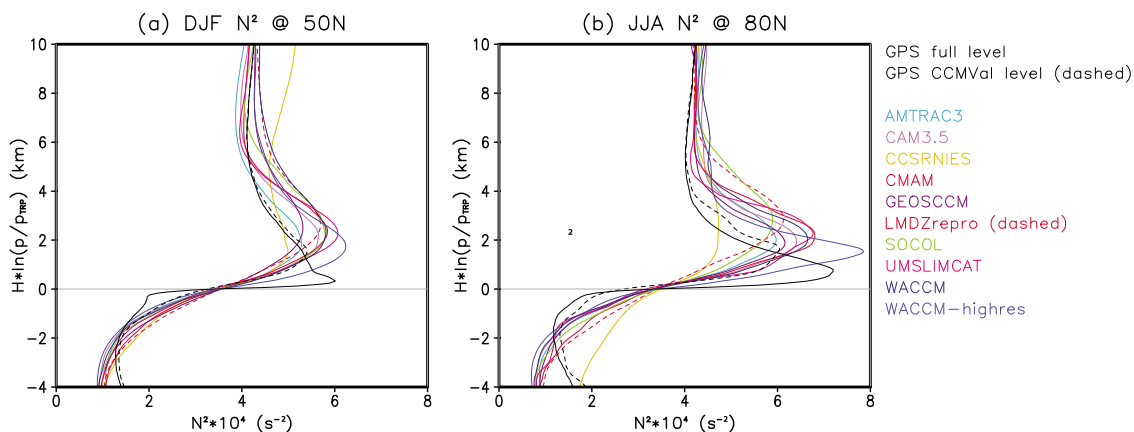 (a) DJF N² @ 50N
(b) JJA N² @ 80N
10
8
6
4
2
0
−2
−4
H*ln(p/pTRP) (km)
0
2
4
6
8
N²*10⁴ (s⁻²)
10
8
6
4
2
0
−2
−4
H*ln(p/pTRP) (km)
2
0
2
4
6
8
N²*10⁴ (s⁻²)
GPS full level
GPS CCMVal level (dashed)
AMTRAC3
CAM3.5
CCSRNIES
CMAM
GEOSCCM
LMDZrepro (dashed)
SOCOL
UMSLIMCAT
WACCM
WACCM−highres